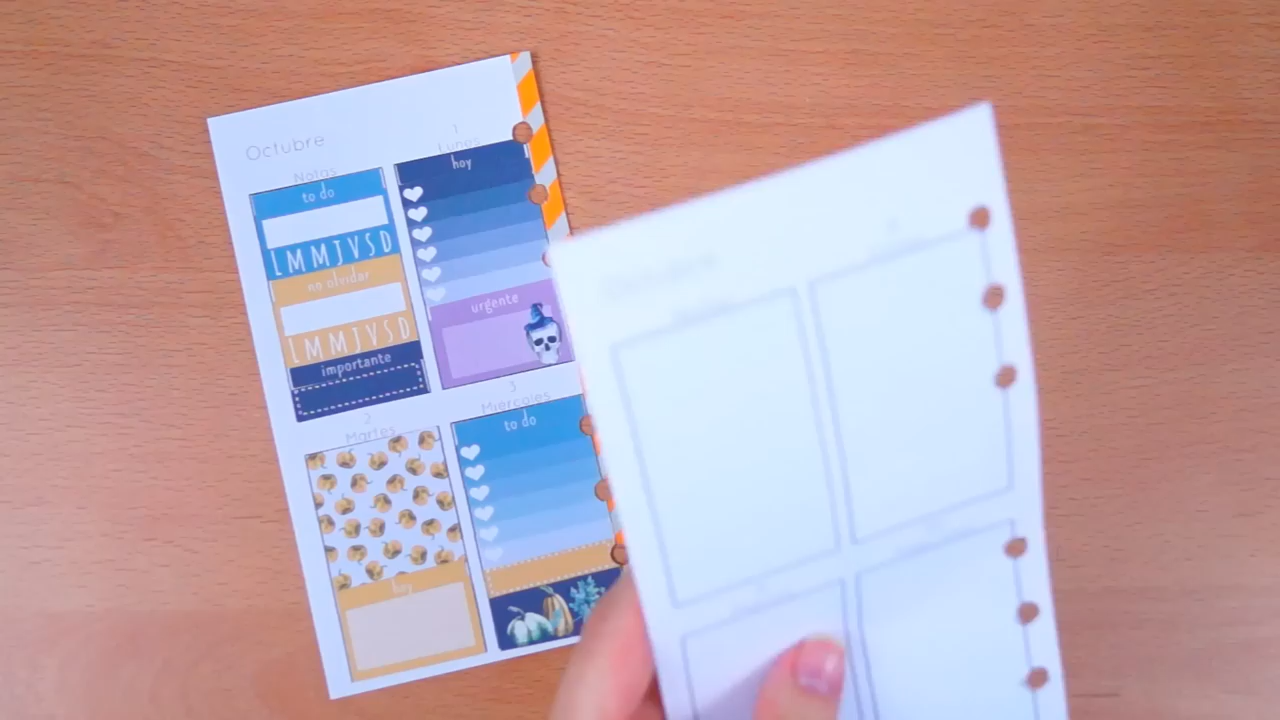 Octubre
Notas
to do
LMMJVSD
no olvidar
LMMJVSD
importante
1
Lunes
hoy
urgente
2
Martes
hoy
3
Miércoles
to do